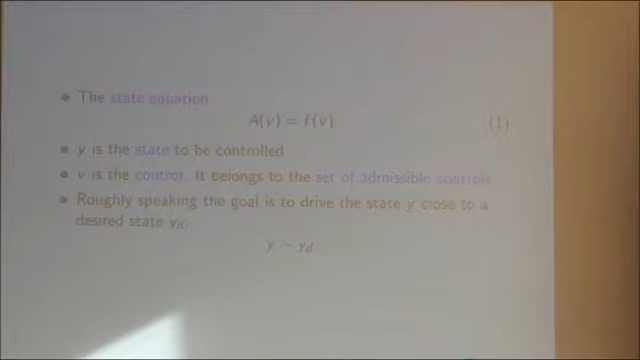 The state equation
A(y) = f(v) (1)
y is the state to be controlled
v is the control. It belongs to the set of admissible controls
Roughly speaking the goal is to drive the state y close to a
desired state y_d.
y ~ y_d